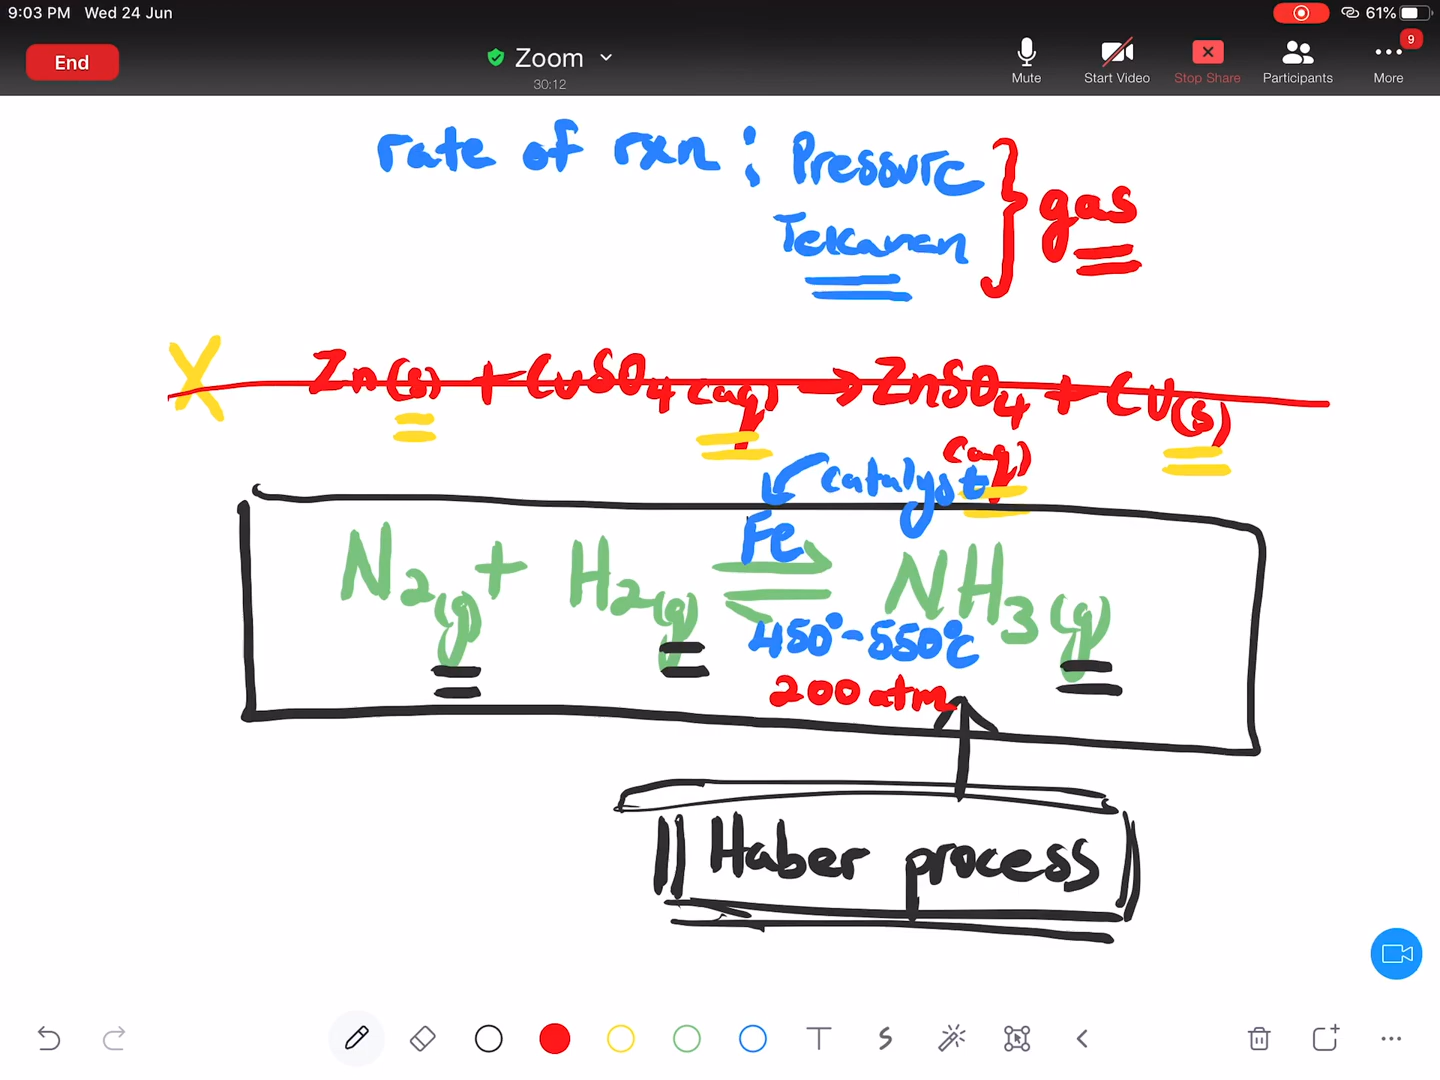 9:03 PM Wed 24 Jun
61%
End
Zoom
30:12
Mute
Start Video
Stop Share
Participants
More
9
rate of rxn : Pressure
Tekanan
gas
X Zn(s) + CuSO4(aq) → ZnSO4 + Cu(s)
(aq)
catalyst
Fe
N2(g) + H2(g) ⇌ NH3(g)
450°-550°C
200 atm
Haber process
T